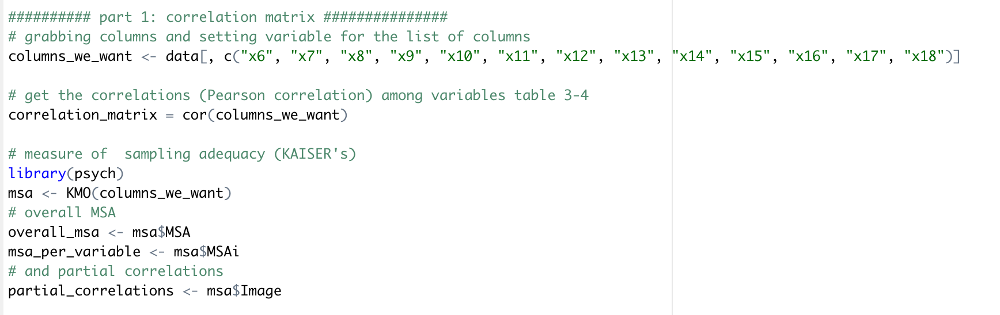 ########## part 1: correlation matrix ###############
# grabbing columns and setting variable for the list of columns
columns_we_want <- data[, c("x6", "x7", "x8", "x9", "x10", "x11", "x12", "x13", "x14", "x15", "x16", "x17", "x18")]
# get the correlations (Pearson correlation) among variables table 3-4
correlation_matrix = cor(columns_we_want)
# measure of  sampling adequacy (KAISER's)
library(psych)
msa <- KMO(columns_we_want)
# overall MSA
overall_msa <- msa$MSA
msa_per_variable <- msa$MSAi
# and partial correlations
partial_correlations <- msa$Image